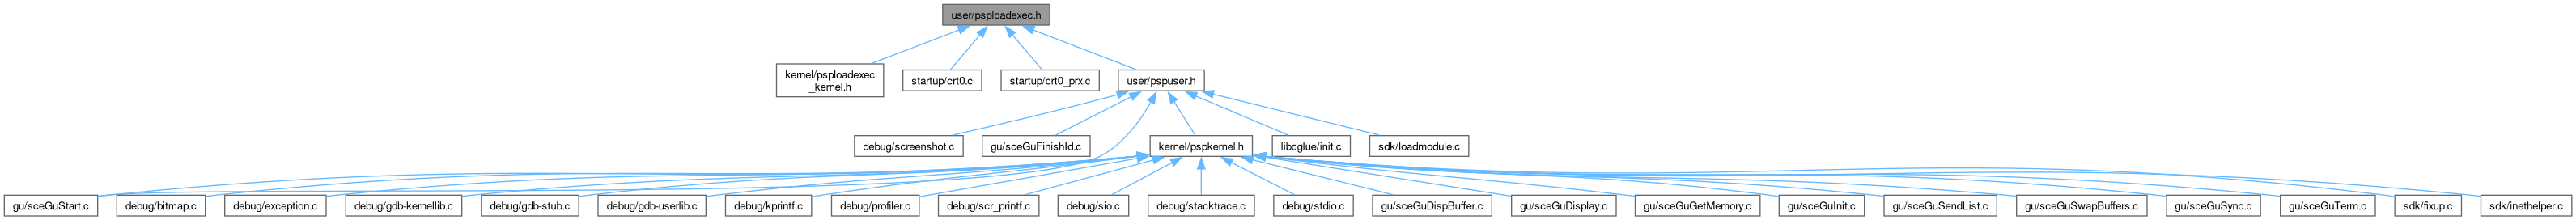 user/psploadexec.h
kernel/psploadexec
_kernel.h
startup/crt0.c
startup/crt0_prx.c
user/pspuser.h
debug/screenshot.c
gu/sceGuFinishId.c
kernel/pspkernel.h
libcglue/init.c
sdk/loadmodule.c
gu/sceGuStart.c
debug/bitmap.c
debug/exception.c
debug/gdb-kernellib.c
debug/gdb-stub.c
debug/gdb-userlib.c
debug/kprintf.c
debug/profiler.c
debug/scr_printf.c
debug/sio.c
debug/stacktrace.c
debug/stdio.c
gu/sceGuDispBuffer.c
gu/sceGuDisplay.c
gu/sceGuGetMemory.c
gu/sceGuInit.c
gu/sceGuSendList.c
gu/sceGuSwapBuffers.c
gu/sceGuSync.c
gu/sceGuTerm.c
sdk/fixup.c
sdk/inethelper.c